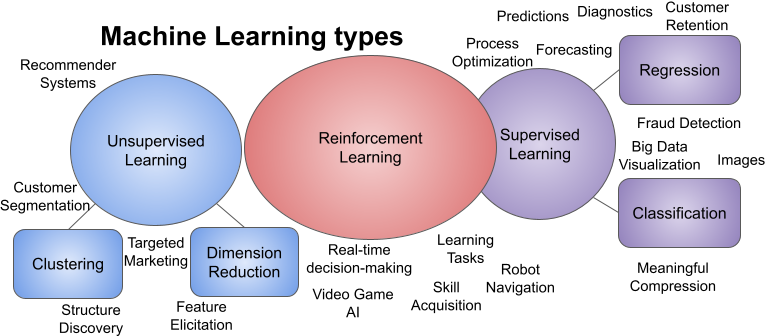 Machine Learning types
Recommender
Systems
Unsupervised
Learning
Customer
Segmentation
Clustering
Targeted
Marketing
Dimension
Reduction
Structure
Discovery
Feature
Elicitation
Reinforcement
Learning
Real-time
decision-making
Video Game
AI
Learning
Tasks
Skill
Acquisition
Robot
Navigation
Supervised
Learning
Predictions
Diagnostics
Customer
Retention
Process
Optimization
Forecasting
Regression
Fraud Detection
Big Data
Visualization
Images
Classification
Meaningful
Compression